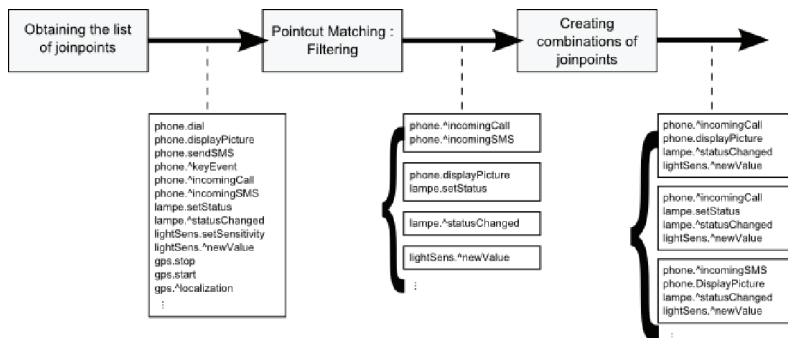 Obtaining the list
of joinpoints
Pointcut Matching :
Filtering
Creating
combinations of
joinpoints
phone.dial
phone.displayPicture
phone.sendSMS
phone.^keyEvent
phone.^incomingCall
phone.^incomingSMS
lampe.setStatus
lampe.^statusChanged
lightSens.setSensitivity
lightSens.^newValue
gps.stop
gps.start
gps.^localization
⋮
phone.^incomingCall
phone.^incomingSMS
phone.displayPicture
lampe.setStatus
lampe.^statusChanged
lightSens.^newValue
⋮
phone.^incomingCall
phone.displayPicture
lampe.^statusChanged
lightSens.^newValue
phone.^incomingCall
lampe.setStatus
lampe.^statusChanged
lightSens.^newValue
phone.^incomingSMS
phone.DisplayPicture
lampe.^statusChanged
lightSens.^newValue
⋮